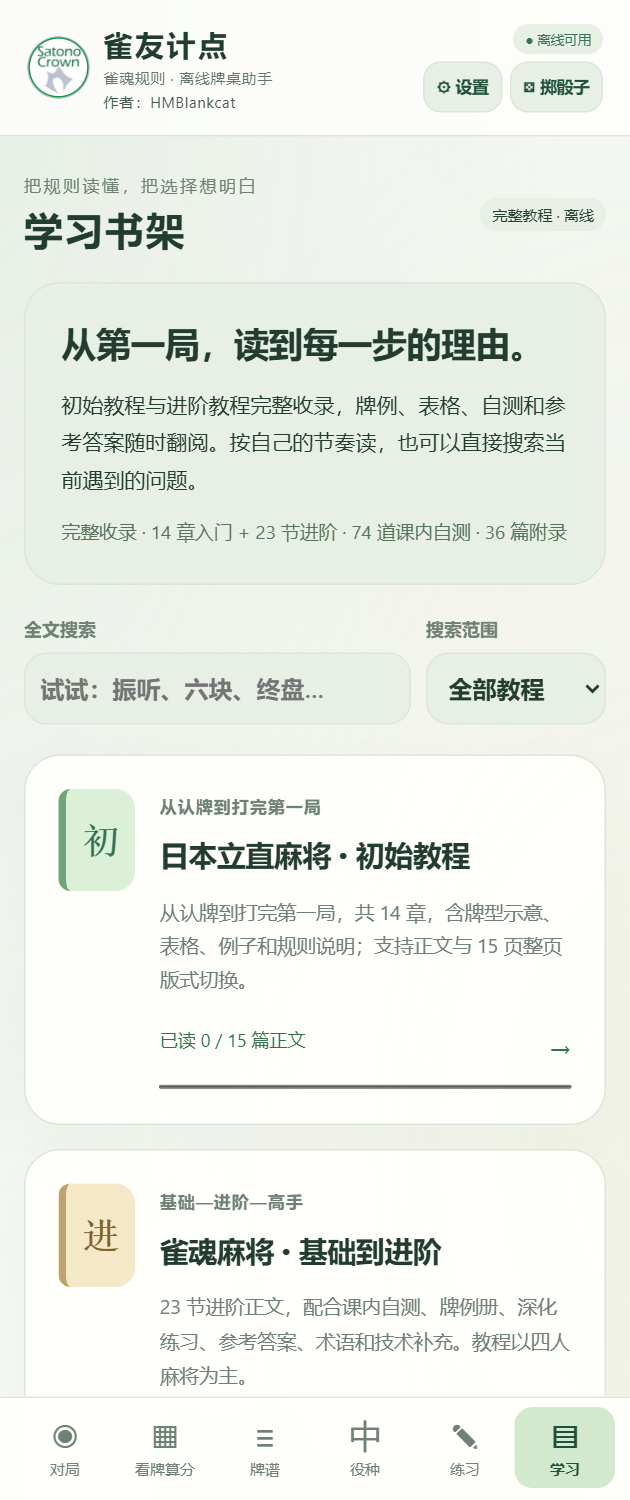 Satono
Crown
雀友计点
雀魂规则 · 离线牌桌助手
作者：HMBlankcat
● 离线可用
⚙ 设置
⚄ 掷骰子
把规则读懂，把选择想明白
学习书架
完整教程 · 离线
从第一局，读到每一步的理由。
初始教程与进阶教程完整收录，牌例、表格、自测和参
考答案随时翻阅。按自己的节奏读，也可以直接搜索当
前遇到的问题。
完整收录 · 14 章入门 + 23 节进阶 · 74 道课内自测 · 36 篇附录
全文搜索
搜索范围
试试：振听、六块、终盘...
全部教程
初
从认牌到打完第一局
日本立直麻将 · 初始教程
从认牌到打完第一局，共 14 章，含牌型示意、
表格、例子和规则说明；支持正文与 15 页整页
版式切换。
已读 0 / 15 篇正文
→
进
基础—进阶—高手
雀魂麻将 · 基础到进阶
23 节进阶正文，配合课内自测、牌例册、深化
练习、参考答案、术语和技术补充。教程以四人
麻将为主。
中
对局
看牌算分
牌谱
役种
练习
学习